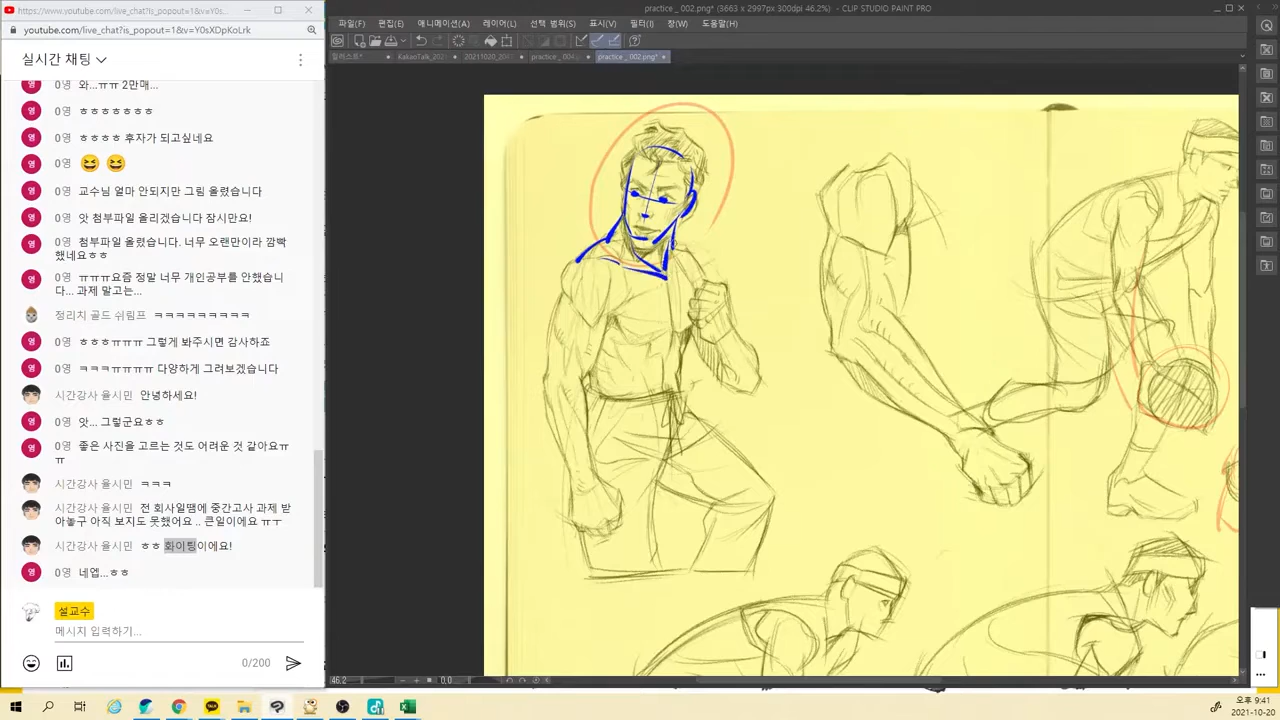 https://www.youtube.com/live_chat?is_popout=1&v=Y0s...
youtube.com/live_chat?is_popout=1&v=Y0sXDpKoLrk
실시간 채팅
0영 와...ㅠㅠ 2만매...
0영 ㅎㅎㅎㅎㅎㅎㅎ
0영 ㅎㅎㅎㅎ 후자가 되고싶네요
0영
0영 교수님 얼마 안되지만 그림 올렸습니다
0영 앗 첨부파일 올리겠습니다 잠시만요!
0영 첨부파일 올렸습니다. 너무 오랜만이라 깜빡
했네요ㅎㅎ
0영 ㅠㅠㅠ요즘 정말 너무 개인공부를 안했습니
다... 과제 말고는...
정리치 골드 쉬림프 ㅋㅋㅋㅋㅋㅋㅋㅋㅋ
0영 ㅎㅎㅎㅠㅠㅠ 그렇게 봐주시면 감사하죠
0영 ㅋㅋㅋㅠㅠㅠㅠ 다양하게 그려보겠습니다
시간강사 율시민 안녕하세요!
0영 앗... 그렇군요ㅎㅎ
0영 좋은 사진을 고르는 것도 어려운 것 같아요ㅠ
ㅠ
시간강사 율시민 ㅋㅋㅋ
시간강사 율시민 전 회사일땜에 중간고사 과제 받
아놓구 아직 보지도 못했어요.. 큰일이에요 ㅠㅜ
시간강사 율시민 ㅎㅎ 화이팅이에요!
0영 네엡...ㅎㅎ
설교수
메시지 입력하기...
0/200
practice _ 002.png* (3663 x 2997px 300dpi 46.2%) - CLIP STUDIO PAINT PRO
파일(F) 편집(E) 애니메이션(A) 레이어(L) 선택 범위(S) 표시(V) 필터(I) 창(W) 도움말(H)
practice _ 002.png*
46.2
0.0
오후 9:41
2021-10-20